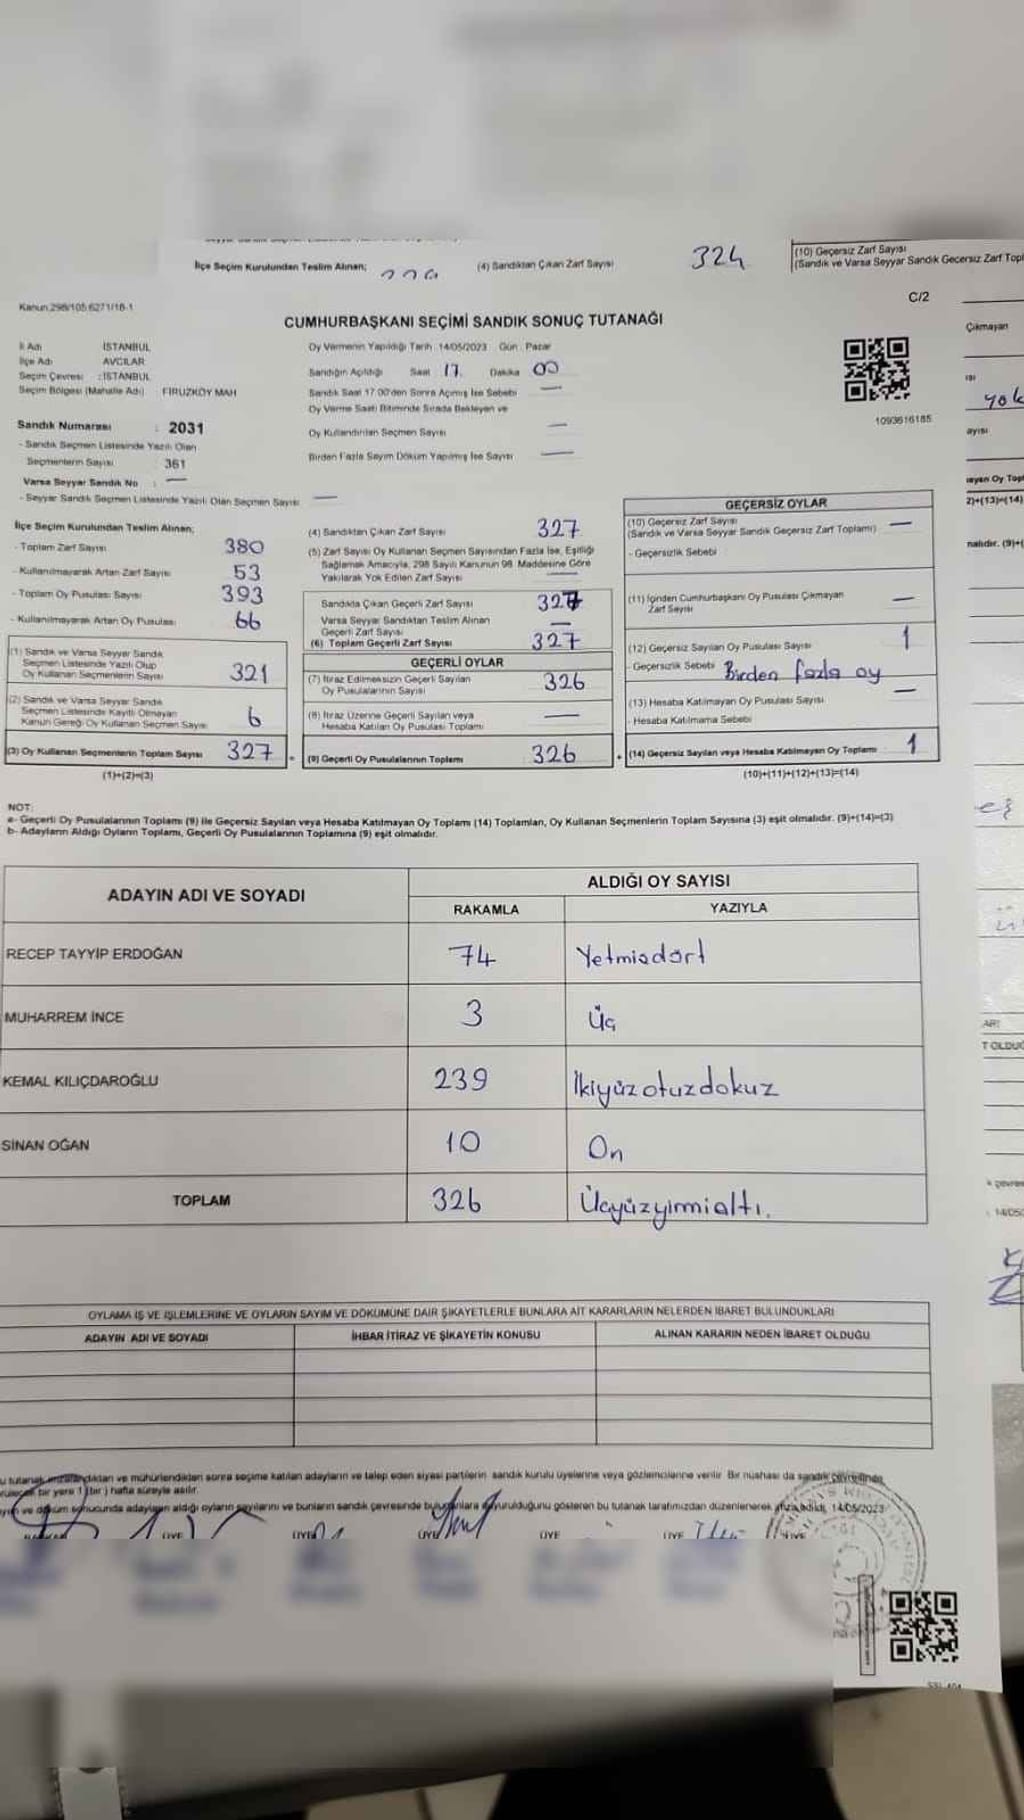 İlçe Seçim Kurulundan Teslim Alınan;
(4) Sandıktan Çıkan Zarf Sayısı 324
(10) Geçersiz Zarf Sayısı
(Sandık ve Varsa Seyyar Sandık Geçersiz Zarf Topl
C/2
Kanun:298/105 6271/18-1
CUMHURBAŞKANI SEÇİMİ SANDIK SONUÇ TUTANAĞI
İl Adı İSTANBUL
İlçe Adı AVCILAR
Seçim Çevresi :İSTANBUL
Seçim Bölgesi (Mahalle Adı) FİRUZKÖY MAH
Sandık Numarası : 2031
- Sandık Seçmen Listesinde Yazılı Olan
Seçmenlerin Sayısı : 361
Varsa Seyyar Sandık No : —
- Seyyar Sandık Seçmen Listesinde Yazılı Olan Seçmen Sayısı —
Oy Vermenin Yapıldığı Tarih : 14/05/2023 Gün : Pazar
Sandığın Açıldığı Saat 17. Dakika 00
Sandık Saat 17.00'den Sonra Açılmış İse Sebebi —
Oy Verme Saati Bitiminde Sırada Bekleyen ve
Oy Kullandırılan Seçmen Sayısı —
Birden Fazla Sayım Döküm Yapılmış İse Sayısı —
1093616185
Çıkmayan
yok
ayısı
2)+(13)=(14)
İlçe Seçim Kurulundan Teslim Alınan;
- Toplam Zarf Sayısı 380
- Kullanılmayarak Artan Zarf Sayısı 53
- Toplam Oy Pusulası Sayısı 393
- Kullanılmayarak Artan Oy Pusulası 66
(1) Sandık ve Varsa Seyyar Sandık
Seçmen Listesinde Yazılı Olup
Oy Kullanan Seçmenlerin Sayısı 321
(2) Sandık ve Varsa Seyyar Sandık
Seçmen Listesinde Kayıtlı Olmayan
Kanun Gereği Oy Kullanan Seçmen Sayısı 6
(3) Oy Kullanan Seçmenlerin Toplam Sayısı 327
(1)+(2)=(3)
(4) Sandıktan Çıkan Zarf Sayısı 327
(5) Zarf Sayısı Oy Kullanan Seçmen Sayısından Fazla İse, Eşitliği
Sağlamak Amacıyla, 298 Sayılı Kanunun 98. Maddesine Göre
Yakılarak Yok Edilen Zarf Sayısı —
Sandıkta Çıkan Geçerli Zarf Sayısı 327
Varsa Seyyar Sandıktan Teslim Alınan
Geçerli Zarf Sayısı —
(6) Toplam Geçerli Zarf Sayısı 327
GEÇERLİ OYLAR
(7) İtiraz Edilmeksizin Geçerli Sayılan
Oy Pusulalarının Sayısı 326
(8) İtiraz Üzerine Geçerli Sayılan veya
Hesaba Katılan Oy Pusulası Toplamı —
(9) Geçerli Oy Pusulalarının Toplamı 326
GEÇERSİZ OYLAR
(10) Geçersiz Zarf Sayısı
(Sandık ve Varsa Seyyar Sandık Geçersiz Zarf Toplamı) —
- Geçersizlik Sebebi
(11) İçinden Cumhurbaşkanı Oy Pusulası Çıkmayan
Zarf Sayısı —
(12) Geçersiz Sayılan Oy Pusulası Sayısı 1
- Geçersizlik Sebebi Birden fazla oy
(13) Hesaba Katılmayan Oy Pusulası Sayısı —
- Hesaba Katılmama Sebebi
(14) Geçersiz Sayılan veya Hesaba Katılmayan Oy Toplamı 1
(10)+(11)+(12)+(13)=(14)
NOT:
a- Geçerli Oy Pusulalarının Toplamı (9) ile Geçersiz Sayılan veya Hesaba Katılmayan Oy Toplamı (14) Toplamları, Oy Kullanan Seçmenlerin Toplam Sayısına (3) eşit olmalıdır. (9)+(14)=(3)
b- Adayların Aldığı Oyların Toplamı, Geçerli Oy Pusulalarının Toplamına (9) eşit olmalıdır.
ADAYIN ADI VE SOYADI
ALDIĞI OY SAYISI
RAKAMLA YAZIYLA
RECEP TAYYİP ERDOĞAN 74 Yetmişdört
MUHARREM İNCE 3 Üç
KEMAL KILIÇDAROĞLU 239 İkiyüzotuzdokuz
SİNAN OĞAN 10 On
TOPLAM 326 Üçyüzyirmialtı.
OYLAMA İŞ VE İŞLEMLERİNE VE OYLARIN SAYIM VE DÖKÜMÜNE DAİR ŞİKAYETLERLE BUNLARA AİT KARARLARIN NELERDEN İBARET BULUNDUKLARI
ADAYIN ADI VE SOYADI İHBAR İTİRAZ VE ŞİKAYETİN KONUSU ALINAN KARARIN NEDEN İBARET OLDUĞU
u tutanak imzalandıktan ve mühürlendikten sonra seçime katılan adayların ve talep eden siyasi partilerin sandık kurulu üyelerine veya gözlemcilerine verilir. Bir nüshası da sandık çevresinde
bir yere 1 (bir) hafta süreyle asılır.
ve döküm sonucunda adayların aldığı oyların sayılarını ve bunların sandık çevresinde bulunanlara duyurulduğunu gösteren bu tutanak tarafımızdan düzenlenerek imzalandı. 14/05/2023
ÜYE ÜYE ÜYE ÜYE ÜYE ÜYE